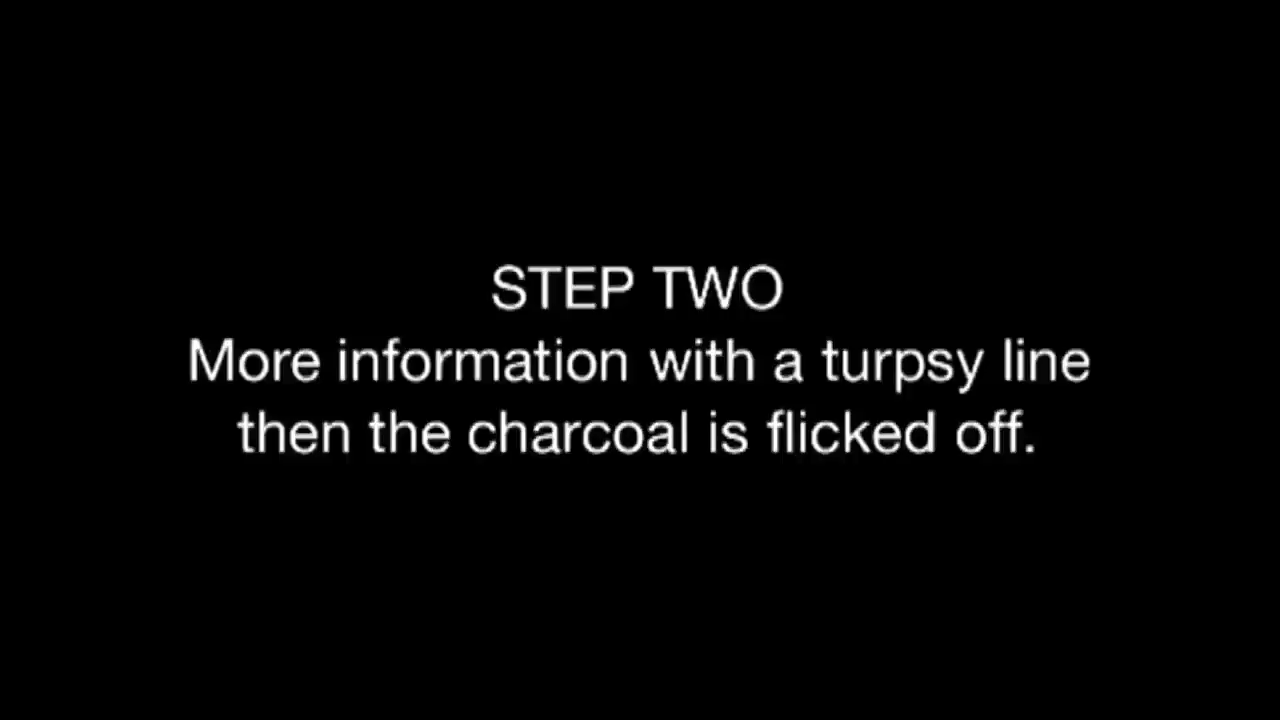 STEP TWO
More information with a turpsy line
then the charcoal is flicked off.